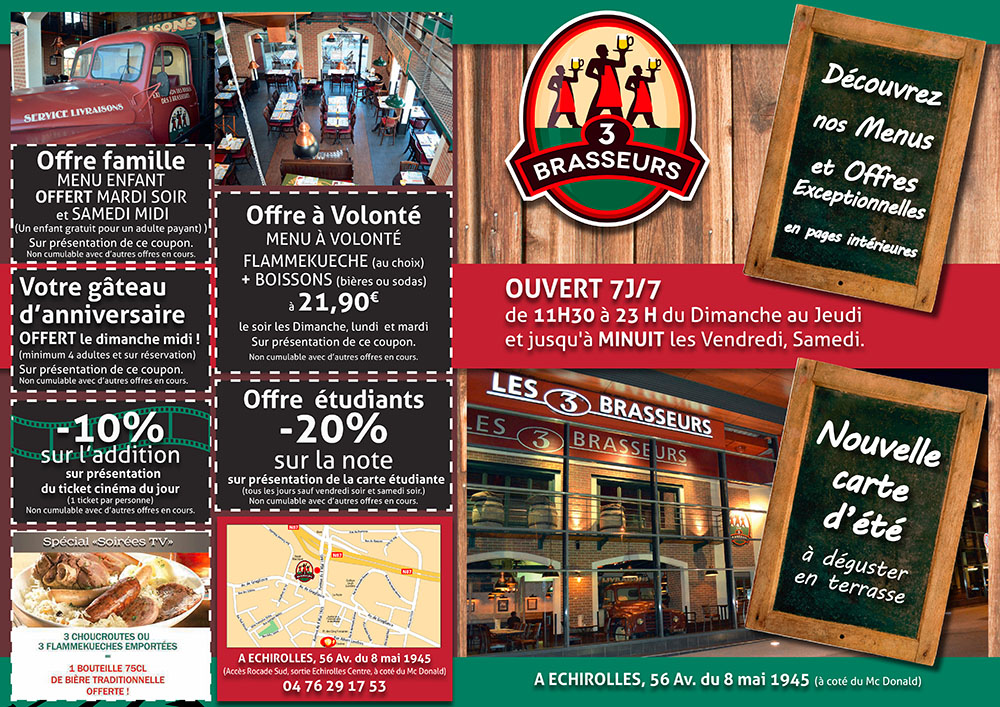 SERVICE LIVRAISONS
Offre famille
MENU ENFANT
OFFERT MARDI SOIR
et SAMEDI MIDI
(Un enfant gratuit pour un adulte payant) )
Sur présentation de ce coupon.
Non cumulable avec d'autres offres en cours.
Votre gâteau
d'anniversaire
OFFERT le dimanche midi !
(minimum 4 adultes et sur réservation)
Sur présentation de ce coupon.
Non cumulable avec d'autres offres en cours.
-10%
sur l'addition
sur présentation
du ticket cinéma du jour
(1 ticket par personne)
Non cumulable avec d'autres offres en cours.
Spécial «Soirées TV»
3 CHOUCROUTES OU
3 FLAMMEKUECHES EMPORTÉES
=
1 BOUTEILLE 75CL
DE BIÈRE TRADITIONNELLE
OFFERTE !
Offre à Volonté
MENU À VOLONTÉ
FLAMMEKUECHE (au choix)
+ BOISSONS (bières ou sodas)
à 21,90€
le soir les Dimanche, lundi et mardi
Sur présentation de ce coupon.
Non cumulable avec d'autres offres en cours.
Offre étudiants
-20%
sur la note
sur présentation de la carte étudiante
(tous les jours sauf vendredi soir et samedi soir.)
Non cumulable avec d'autres offres en cours.
N87
N87
N87
A ECHIROLLES, 56 Av. du 8 mai 1945
(Accès Rocade Sud, sortie Echirolles Centre, à coté du Mc Donald)
04 76 29 17 53
3
BRASSEURS
Découvrez
nos Menus
et Offres
Exceptionnelles
en pages intérieures
OUVERT 7J/7
de 11H30 à 23 H du Dimanche au Jeudi
et jusqu'à MINUIT les Vendredi, Samedi.
LES 3 BRASSEURS
LES 3 BRASSEURS
Nouvelle
carte
d'été
à déguster
en terrasse
A ECHIROLLES, 56 Av. du 8 mai 1945 (à coté du Mc Donald)